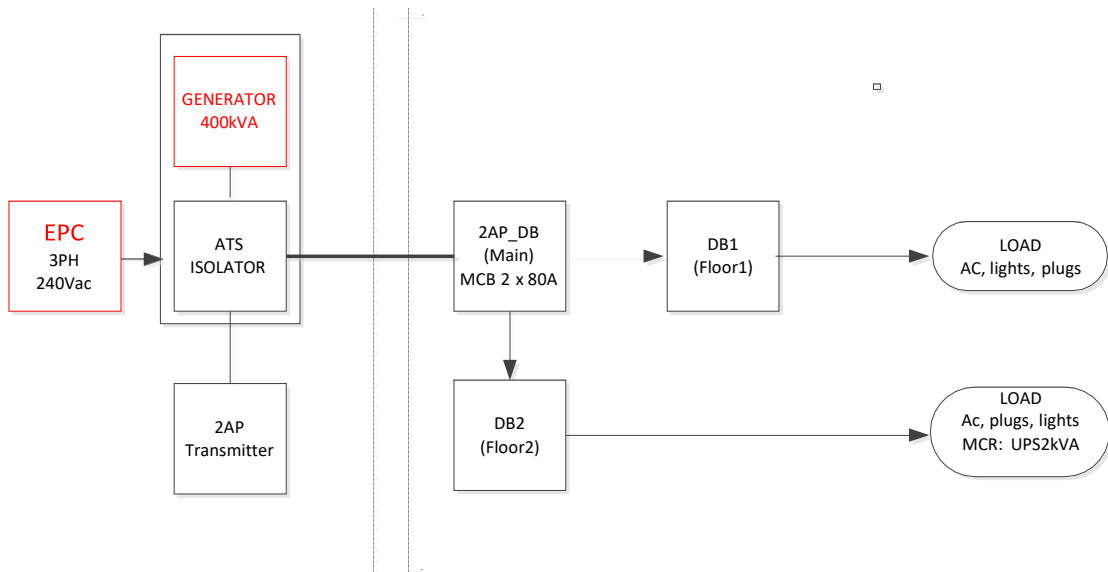 GENERATOR
400kVA
EPC
3PH
240Vac
ATS
ISOLATOR
2AP_DB
(Main)
MCB 2 x 80A
DB1
(Floor1)
LOAD
AC, lights, plugs
2AP
Transmitter
DB2
(Floor2)
LOAD
Ac, plugs, lights
MCR:  UPS2kVA